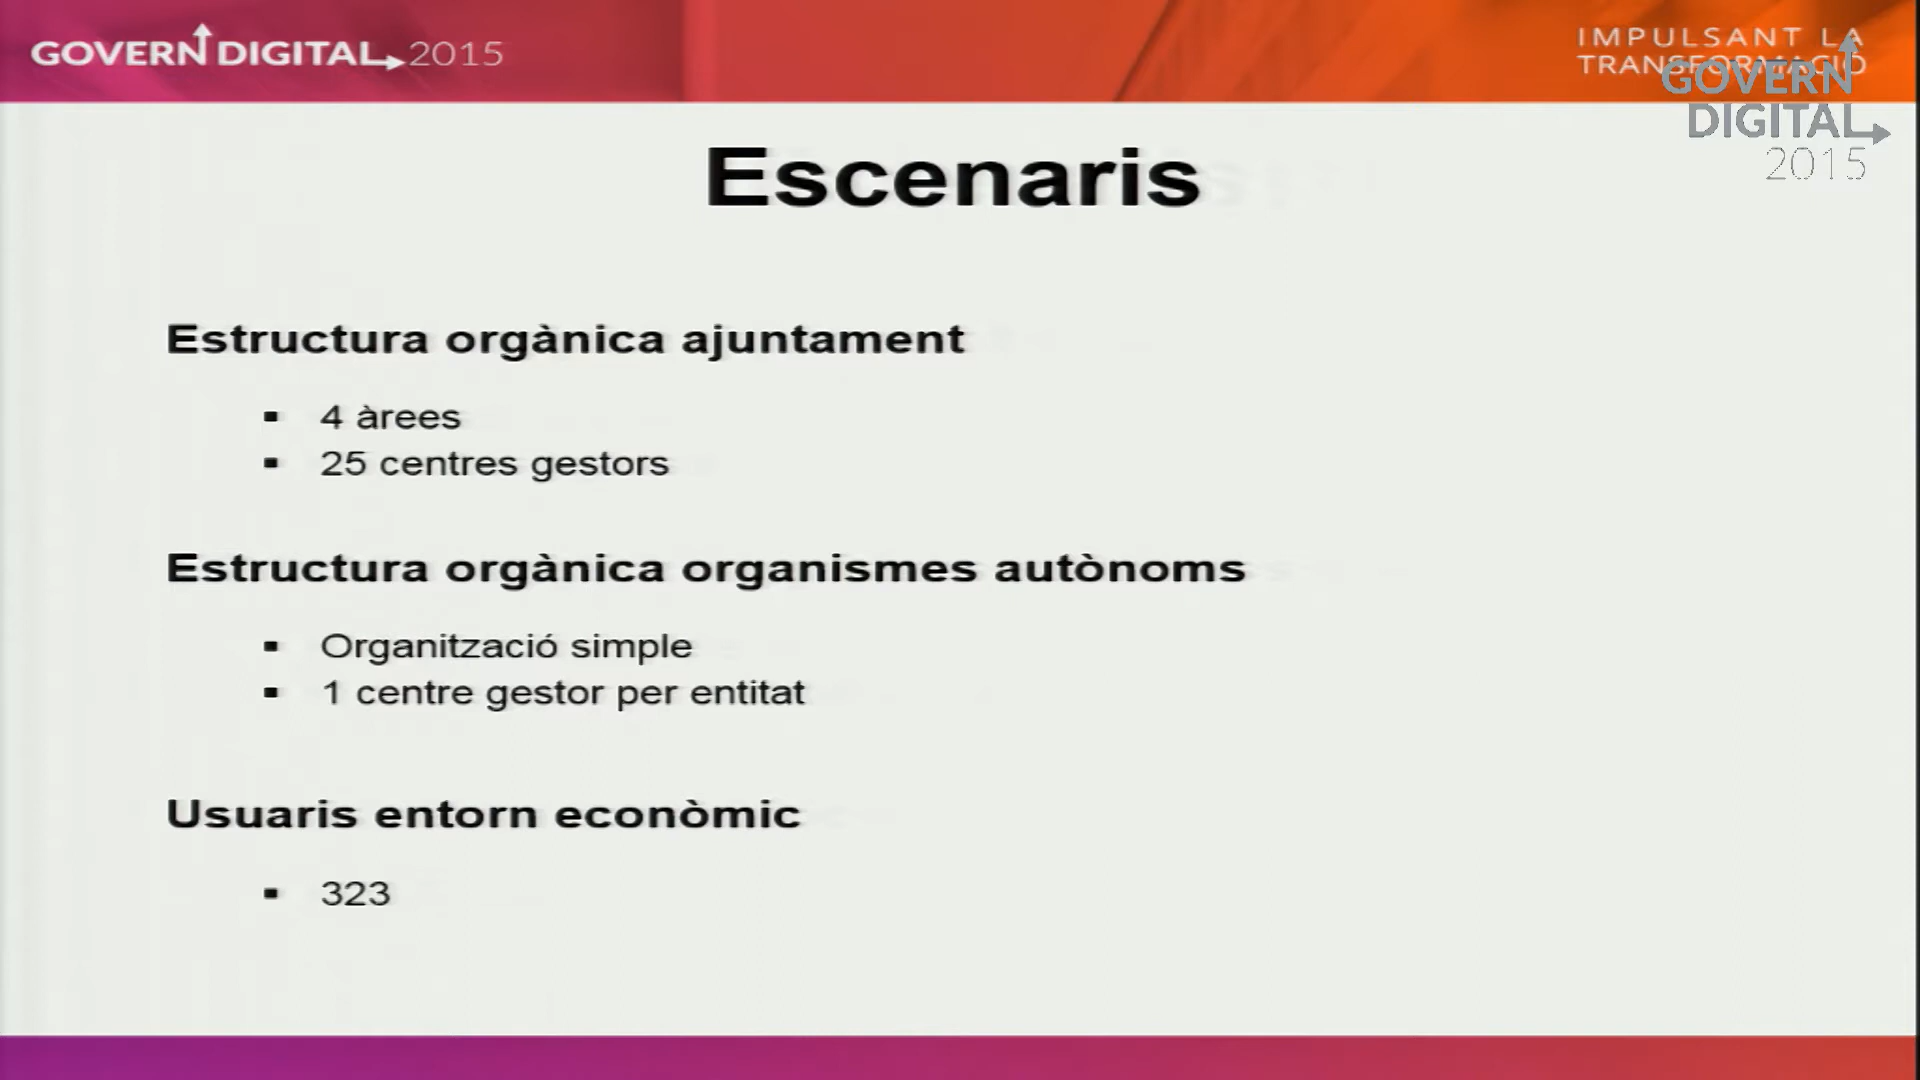 GOVERN DIGITAL 2015
IMPULSANT LA
TRANSFORMACIÓ
GOVERN
DIGITAL
2015
Escenaris
Estructura orgànica ajuntament
▪ 4 àrees
▪ 25 centres gestors
Estructura orgànica organismes autònoms
▪ Organització simple
▪ 1 centre gestor per entitat
Usuaris entorn econòmic
▪ 323